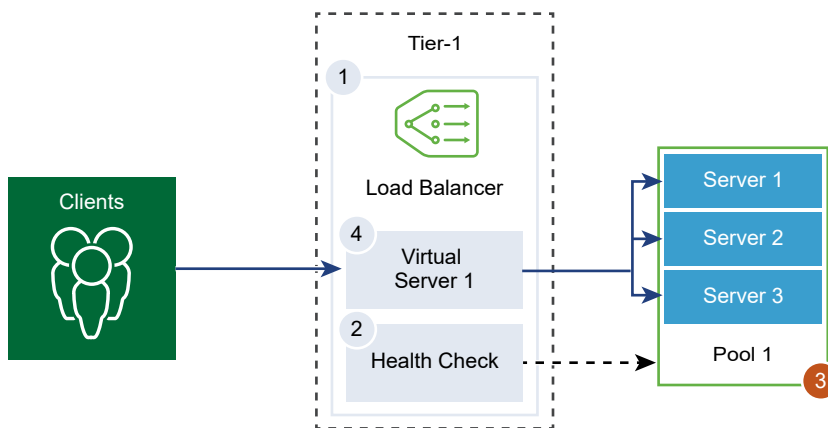 Tier-1
1
Load Balancer
Clients
4
Virtual
Server 1
2
Health Check
Server 1
Server 2
Server 3
Pool 1
3